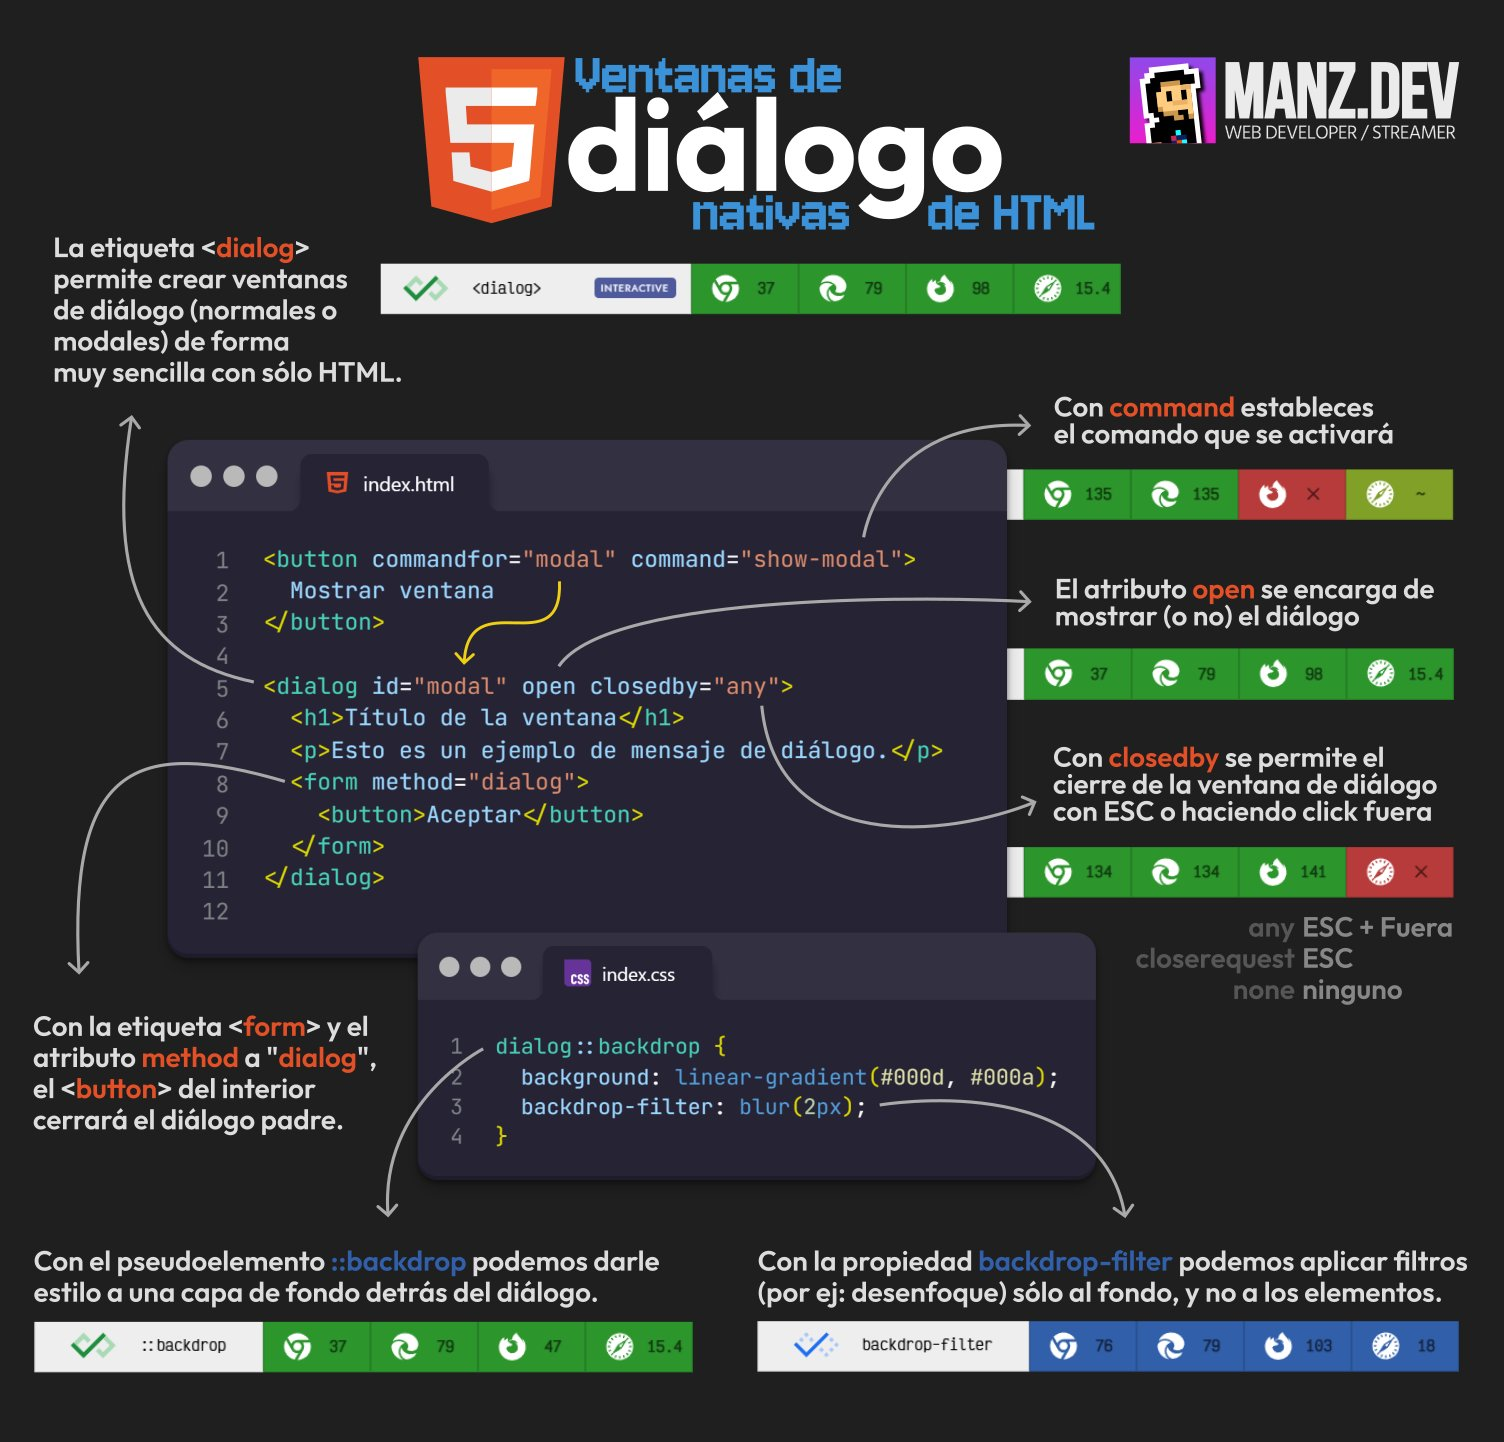 Ventanas de
diálogo
nativas de HTML
MANZ.DEV
WEB DEVELOPER / STREAMER
La etiqueta <dialog>
permite crear ventanas
de diálogo (normales o
modales) de forma
muy sencilla con sólo HTML.
<dialog> INTERACTIVE 37 79 98 15.4
Con command estableces
el comando que se activará
135 135 × ~
index.html
1 <button commandfor="modal" command="show-modal">
2 Mostrar ventana
3 </button>
4
5 <dialog id="modal" open closedby="any">
6 <h1>Título de la ventana</h1>
7 <p>Esto es un ejemplo de mensaje de diálogo.</p>
8 <form method="dialog">
9 <button>Aceptar</button>
10 </form>
11 </dialog>
12
El atributo open se encarga de
mostrar (o no) el diálogo
37 79 98 15.4
Con closedby se permite el
cierre de la ventana de diálogo
con ESC o haciendo click fuera
134 134 141 ×
any ESC + Fuera
closerequest ESC
none ninguno
Con la etiqueta <form> y el
atributo method a "dialog",
el <button> del interior
cerrará el diálogo padre.
CSS index.css
1 dialog::backdrop {
2 background: linear-gradient(#000d, #000a);
3 backdrop-filter: blur(2px);
4 }
Con el pseudoelemento ::backdrop podemos darle
estilo a una capa de fondo detrás del diálogo.
::backdrop 37 79 47 15.4
Con la propiedad backdrop-filter podemos aplicar filtros
(por ej: desenfoque) sólo al fondo, y no a los elementos.
backdrop-filter 76 79 103 18